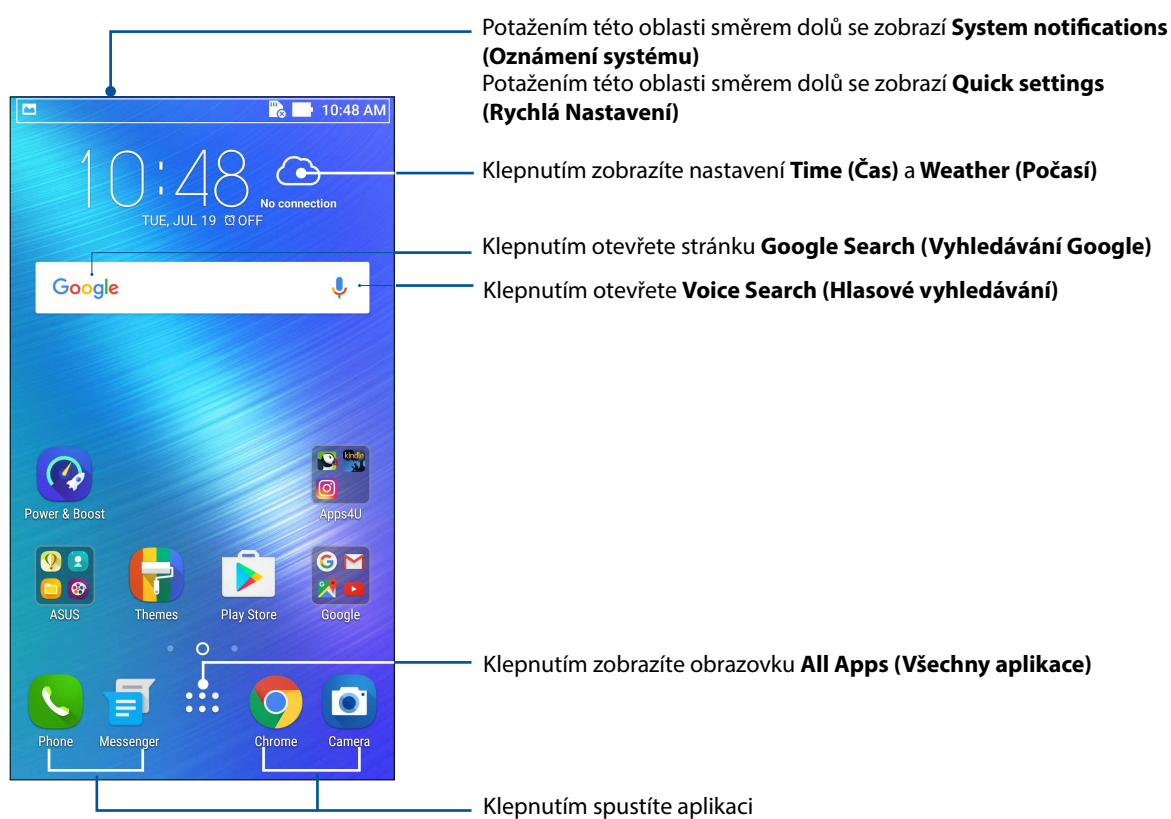 Potažením této oblasti směrem dolů se zobrazí System notifications
(Oznámení systému)
Potažením této oblasti směrem dolů se zobrazí Quick settings
(Rychlá Nastavení)
10:48 AM
10:48
No connection
TUE, JUL 19 OFF
Klepnutím zobrazíte nastavení Time (Čas) a Weather (Počasí)
Klepnutím otevřete stránku Google Search (Vyhledávání Google)
Google
Klepnutím otevřete Voice Search (Hlasové vyhledávání)
kindle
Power & Boost
Apps4U
ASUS
Themes
Play Store
Google
Klepnutím zobrazíte obrazovku All Apps (Všechny aplikace)
Phone
Messenger
Chrome
Camera
Klepnutím spustíte aplikaci